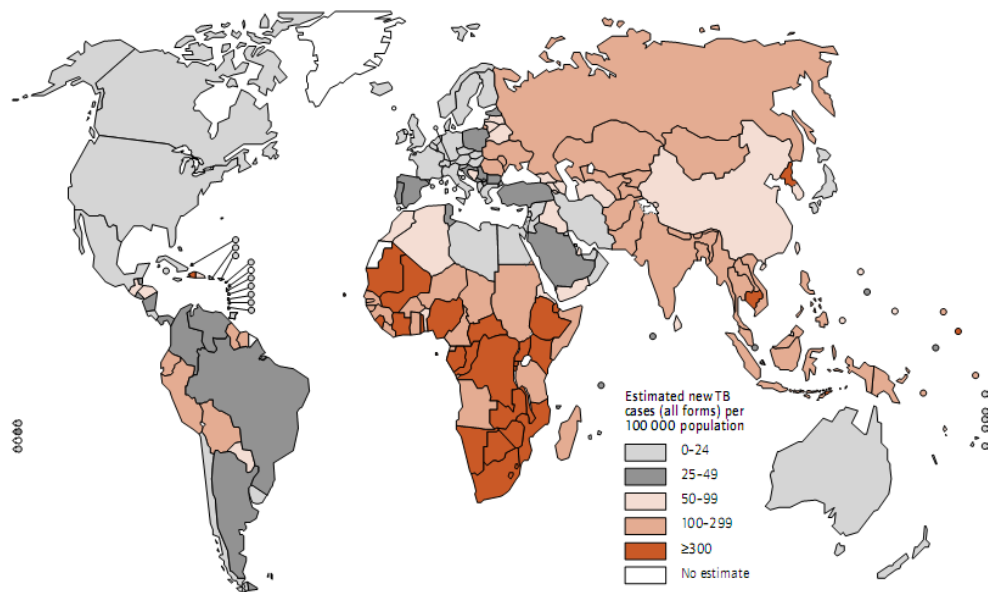 Estimated new TB
cases (all forms) per
100 000 population
0–24
25–49
50–99
100–299
≥300
No estimate